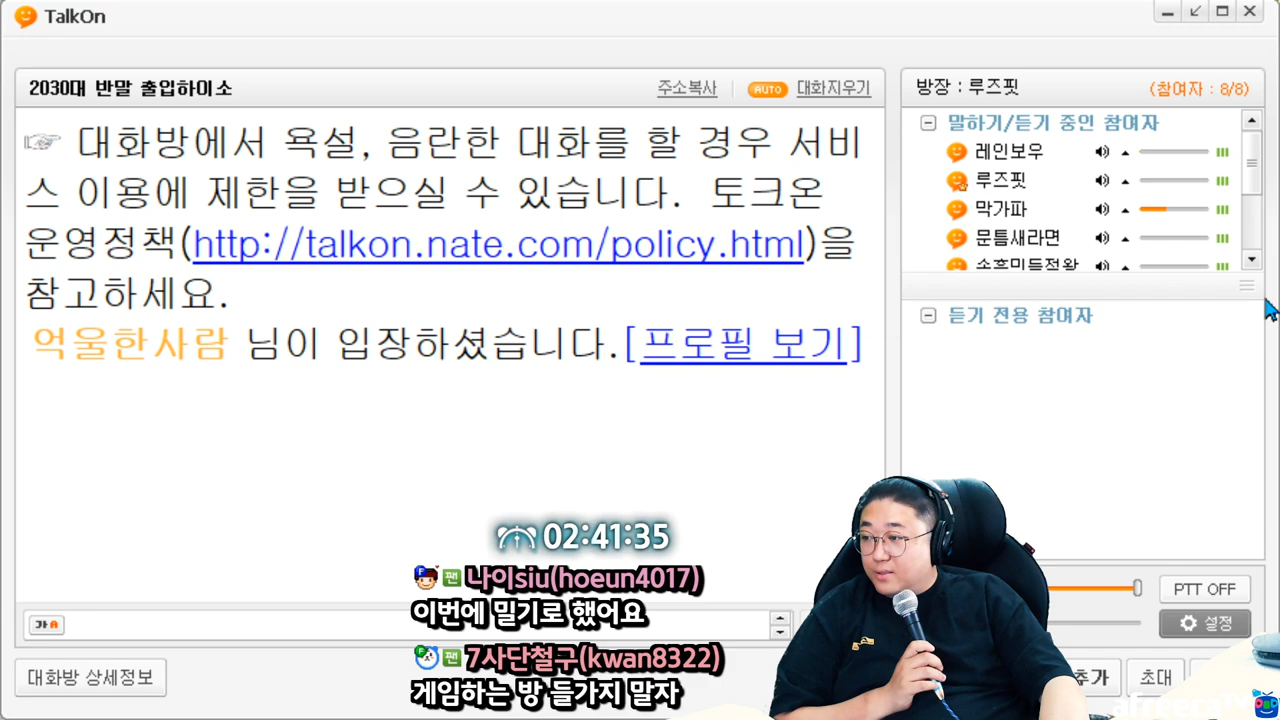 TalkOn
2030대 반말 출입하이소
주소복사
AUTO
대화지우기
☞ 대화방에서 욕설, 음란한 대화를 할 경우 서비
스 이용에 제한을 받으실 수 있습니다. 토크온
운영정책(http://talkon.nate.com/policy.html)을
참고하세요.
억울한사람 님이 입장하셨습니다.[프로필 보기]
방장 : 루즈핏
(참여자 : 8/8)
말하기/듣기 중인 참여자
레인보우
루즈핏
막가파
문틈새라면
듣기 전용 참여자
02:41:35
팬 나이siu(hoeun4017)
이번에 밀기로 했어요
팬 7사단철구(kwan8322)
게임하는 방 들가지 말자
가A
대화방 상세정보
PTT OFF
설정
추가
초대
afreecaTV